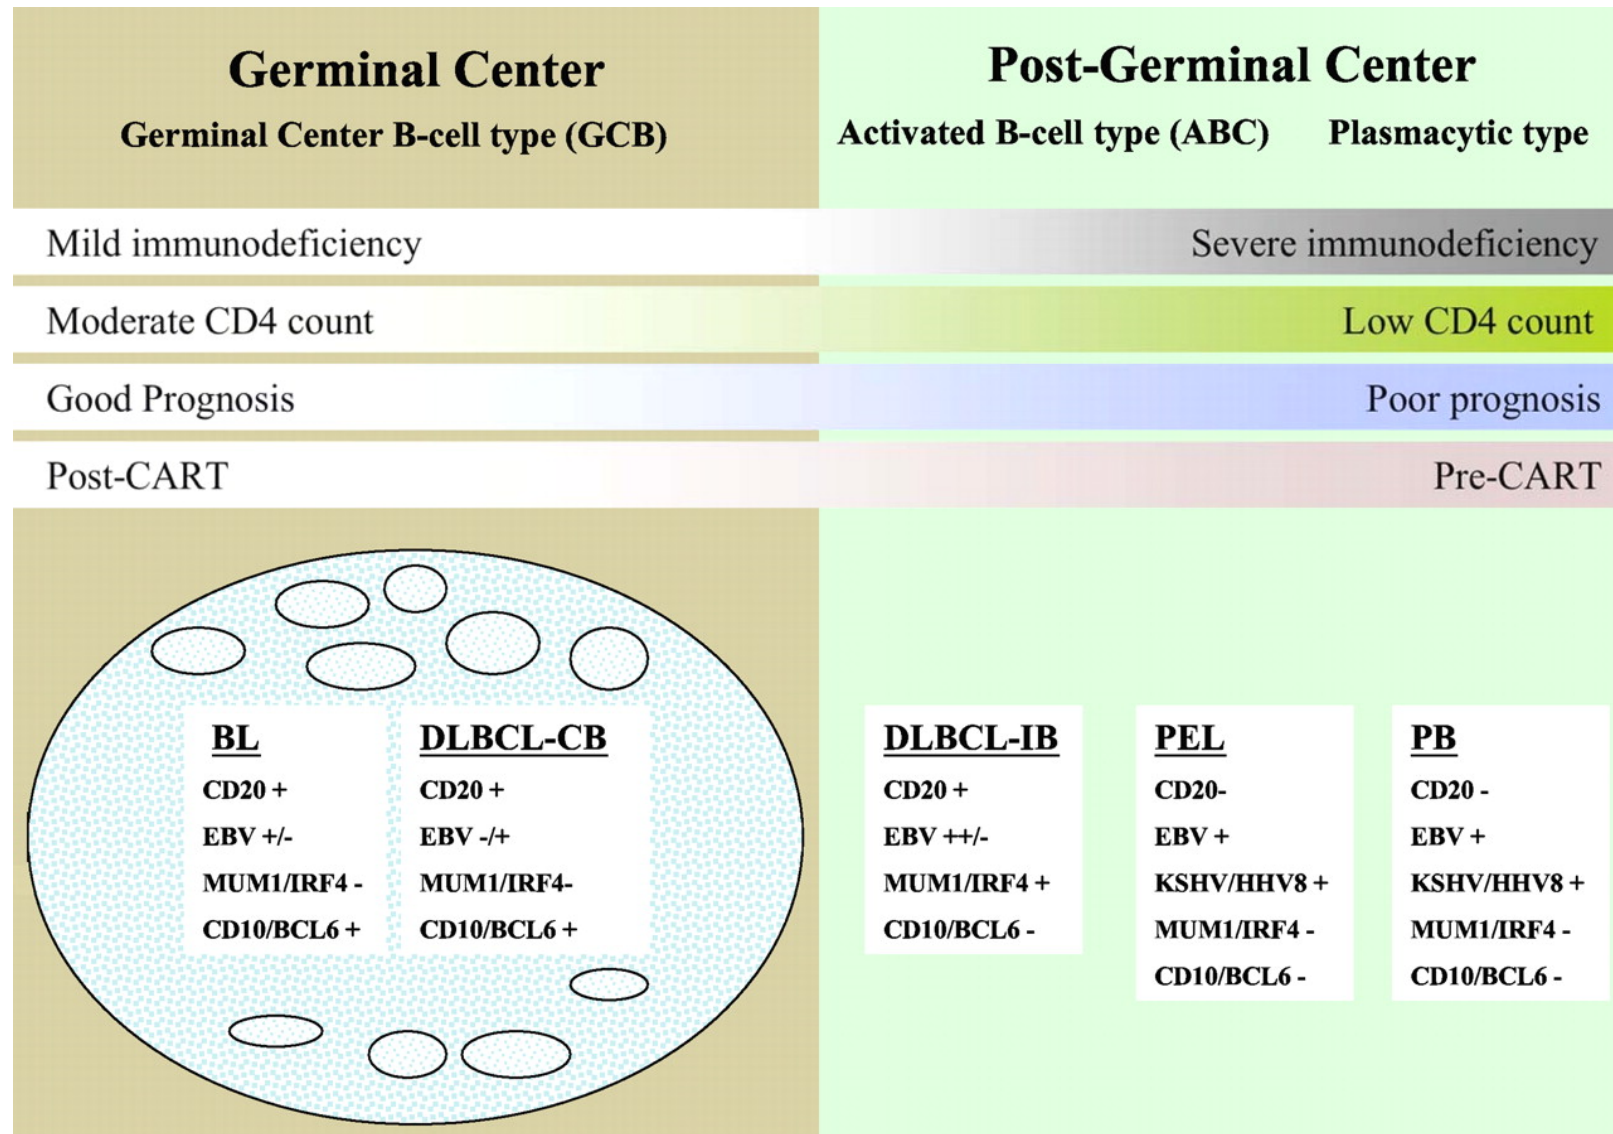 Germinal Center
Germinal Center B-cell type (GCB)
Post-Germinal Center
Activated B-cell type (ABC) Plasmacytic type
Mild immunodeficiency Severe immunodeficiency
Moderate CD4 count Low CD4 count
Good Prognosis Poor prognosis
Post-CART Pre-CART
BL
CD20 +
EBV +/-
MUM1/IRF4 -
CD10/BCL6 +
DLBCL-CB
CD20 +
EBV -/+
MUM1/IRF4-
CD10/BCL6 +
DLBCL-IB
CD20 +
EBV ++/-
MUM1/IRF4 +
CD10/BCL6 -
PEL
CD20-
EBV +
KSHV/HHV8 +
MUM1/IRF4 -
CD10/BCL6 -
PB
CD20 -
EBV +
KSHV/HHV8 +
MUM1/IRF4 -
CD10/BCL6 -